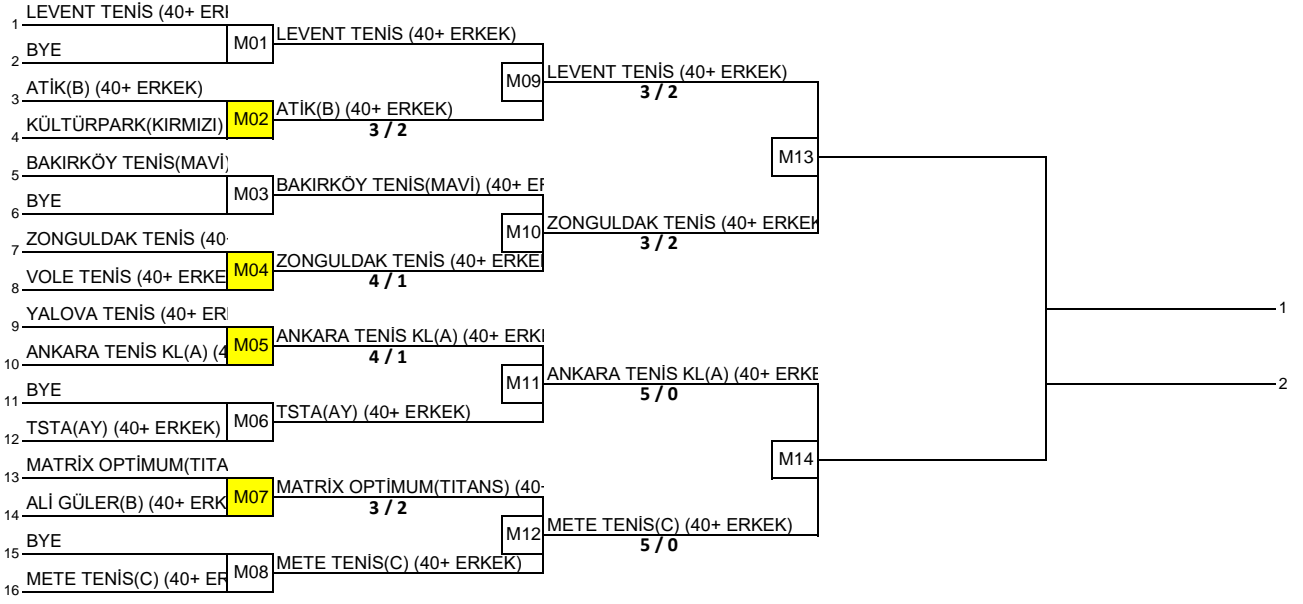 LEVENT TENİS (40+ ERI
1
M01
LEVENT TENİS (40+ ERKEK)
BYE
2
M09
LEVENT TENİS (40+ ERKEK)
3 / 2
ATİK(B) (40+ ERKEK)
3
M02
ATİK(B) (40+ ERKEK)
3 / 2
KÜLTÜRPARK(KIRMIZI)
4
M13
BAKIRKÖY TENİS(MAVİ)
5
M03
BAKIRKÖY TENİS(MAVİ) (40+ EF
BYE
6
M10
ZONGULDAK TENİS (40+ ERKEK
3 / 2
ZONGULDAK TENİS (40-
7
M04
ZONGULDAK TENİS (40+ ERKEI
4 / 1
VOLE TENİS (40+ ERKE
8
YALOVA TENİS (40+ ERI
9
1
M05
ANKARA TENİS KL(A) (40+ ERKI
4 / 1
ANKARA TENİS KL(A) (4
10
M11
ANKARA TENİS KL(A) (40+ ERKE
5 / 0
2
BYE
11
M06
TSTA(AY) (40+ ERKEK)
TSTA(AY) (40+ ERKEK)
12
M14
MATRİX OPTİMUM(TITA
13
M07
MATRİX OPTİMUM(TITANS) (40-
3 / 2
ALİ GÜLER(B) (40+ ERK
14
M12
METE TENİS(C) (40+ ERKEK)
5 / 0
BYE
15
M08
METE TENİS(C) (40+ ERKEK)
METE TENİS(C) (40+ ER
16